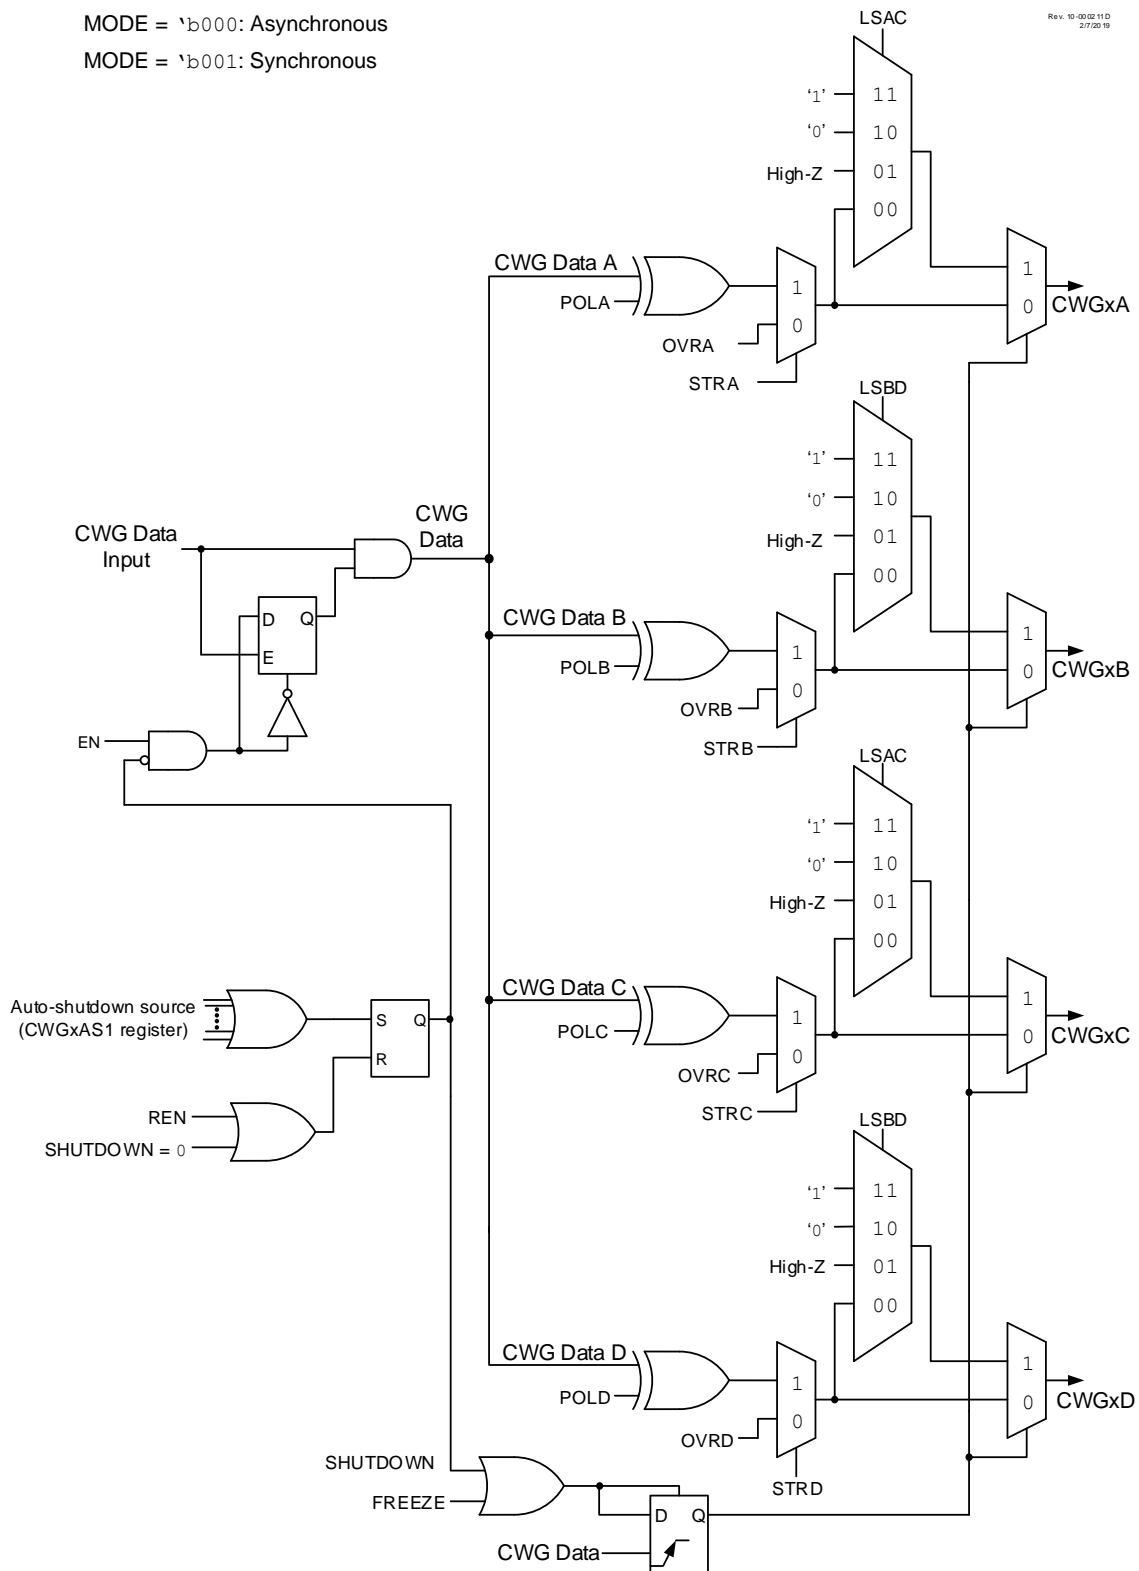 MODE = 'b000: Asynchronous
MODE = 'b001: Synchronous
Rev. 10-000211D
2/7/2019
LSAC
'1'
11
'0'
10
High-Z
01
00
CWG Data A
POLA
1
0
OVRA
STRA
1
0
CWGxA
LSBD
'1'
11
'0'
10
High-Z
01
00
CWG Data
Input
CWG
Data
D
Q
E
EN
CWG Data B
POLB
1
0
OVRB
STRB
1
0
CWGxB
LSAC
'1'
11
'0'
10
High-Z
01
00
CWG Data C
POLC
1
0
OVRC
STRC
1
0
CWGxC
Auto-shutdown source
(CWGxAS1 register)
S
Q
R
REN
SHUTDOWN = 0
LSBD
'1'
11
'0'
10
High-Z
01
00
CWG Data D
POLD
1
0
OVRD
STRD
1
0
CWGxD
SHUTDOWN
FREEZE
D
Q
CWG Data